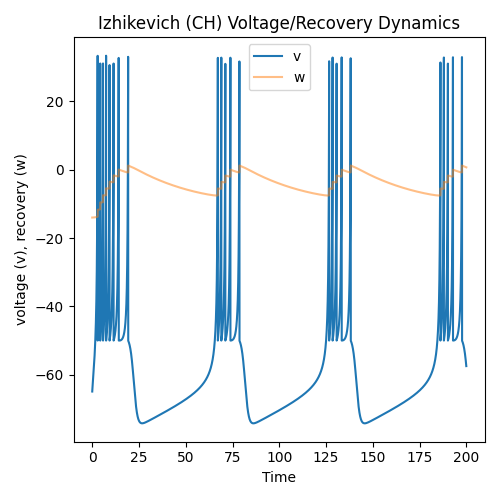 Izhikevich (CH) Voltage/Recovery Dynamics
v
w
voltage (v), recovery (w)
20
0
−20
−40
−60
0 25 50 75 100 125 150 175 200
Time